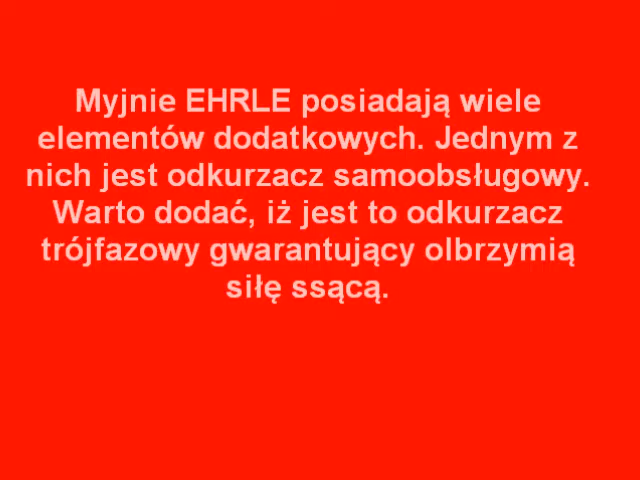 Myjnie EHRLE posiadają wiele
elementów dodatkowych. Jednym z
nich jest odkurzacz samoobsługowy.
Warto dodać, iż jest to odkurzacz
trójfazowy gwarantujący olbrzymią
siłę ssącą.